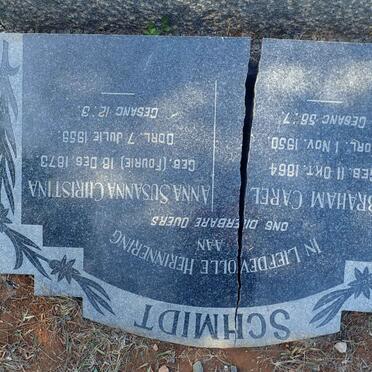 SCHMIDT
IN LIEFDEVOLLE HERINNERING
AAN
ONS DIERBARE OUERS
BRAHAM CAREL
GEB. 11 OKT. 1864
OORL. 1 NOV. 1950
GESANG 38:7
ANNA SUSANNA CHRISTINA
GEB. (FOURIE) 18 DES 1873
OORL. 7 JULIE 1959
GESANG 12:3